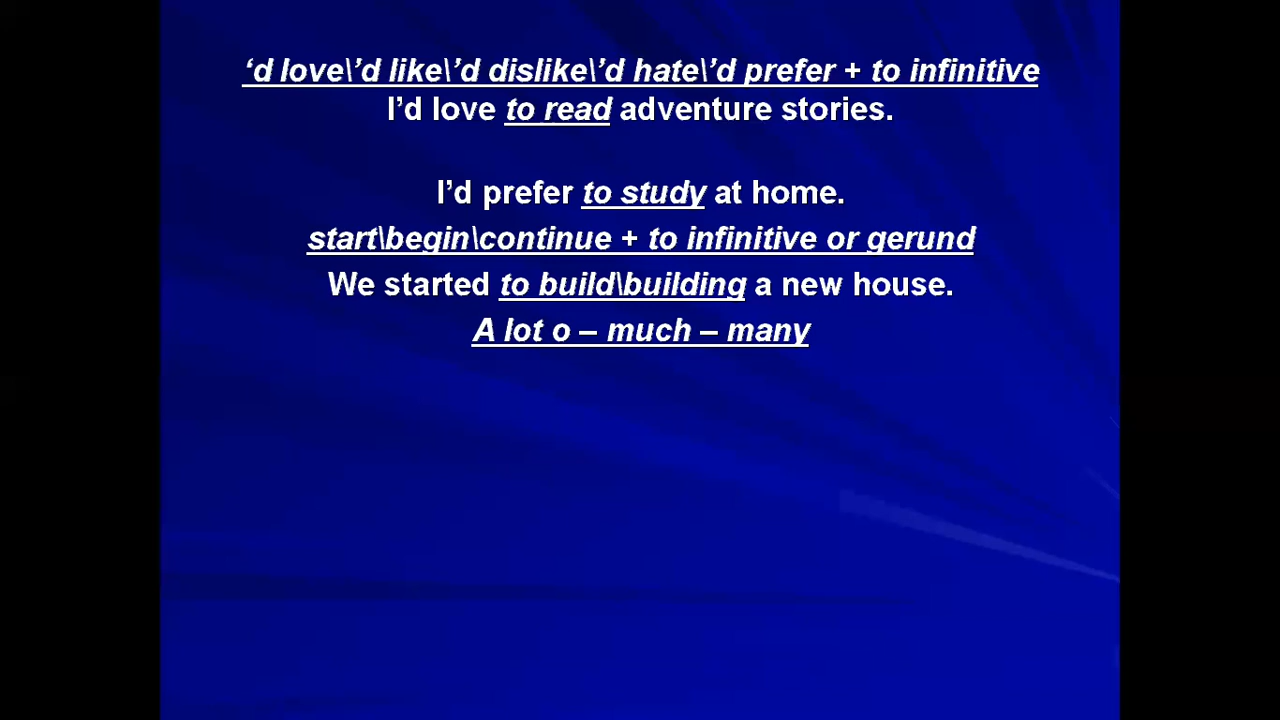 ‘d love\’d like\’d dislike\’d hate\’d prefer + to infinitive
I’d love to read adventure stories.
I’d prefer to study at home.
start\begin\continue + to infinitive or gerund
We started to build\building a new house.
A lot o – much – many